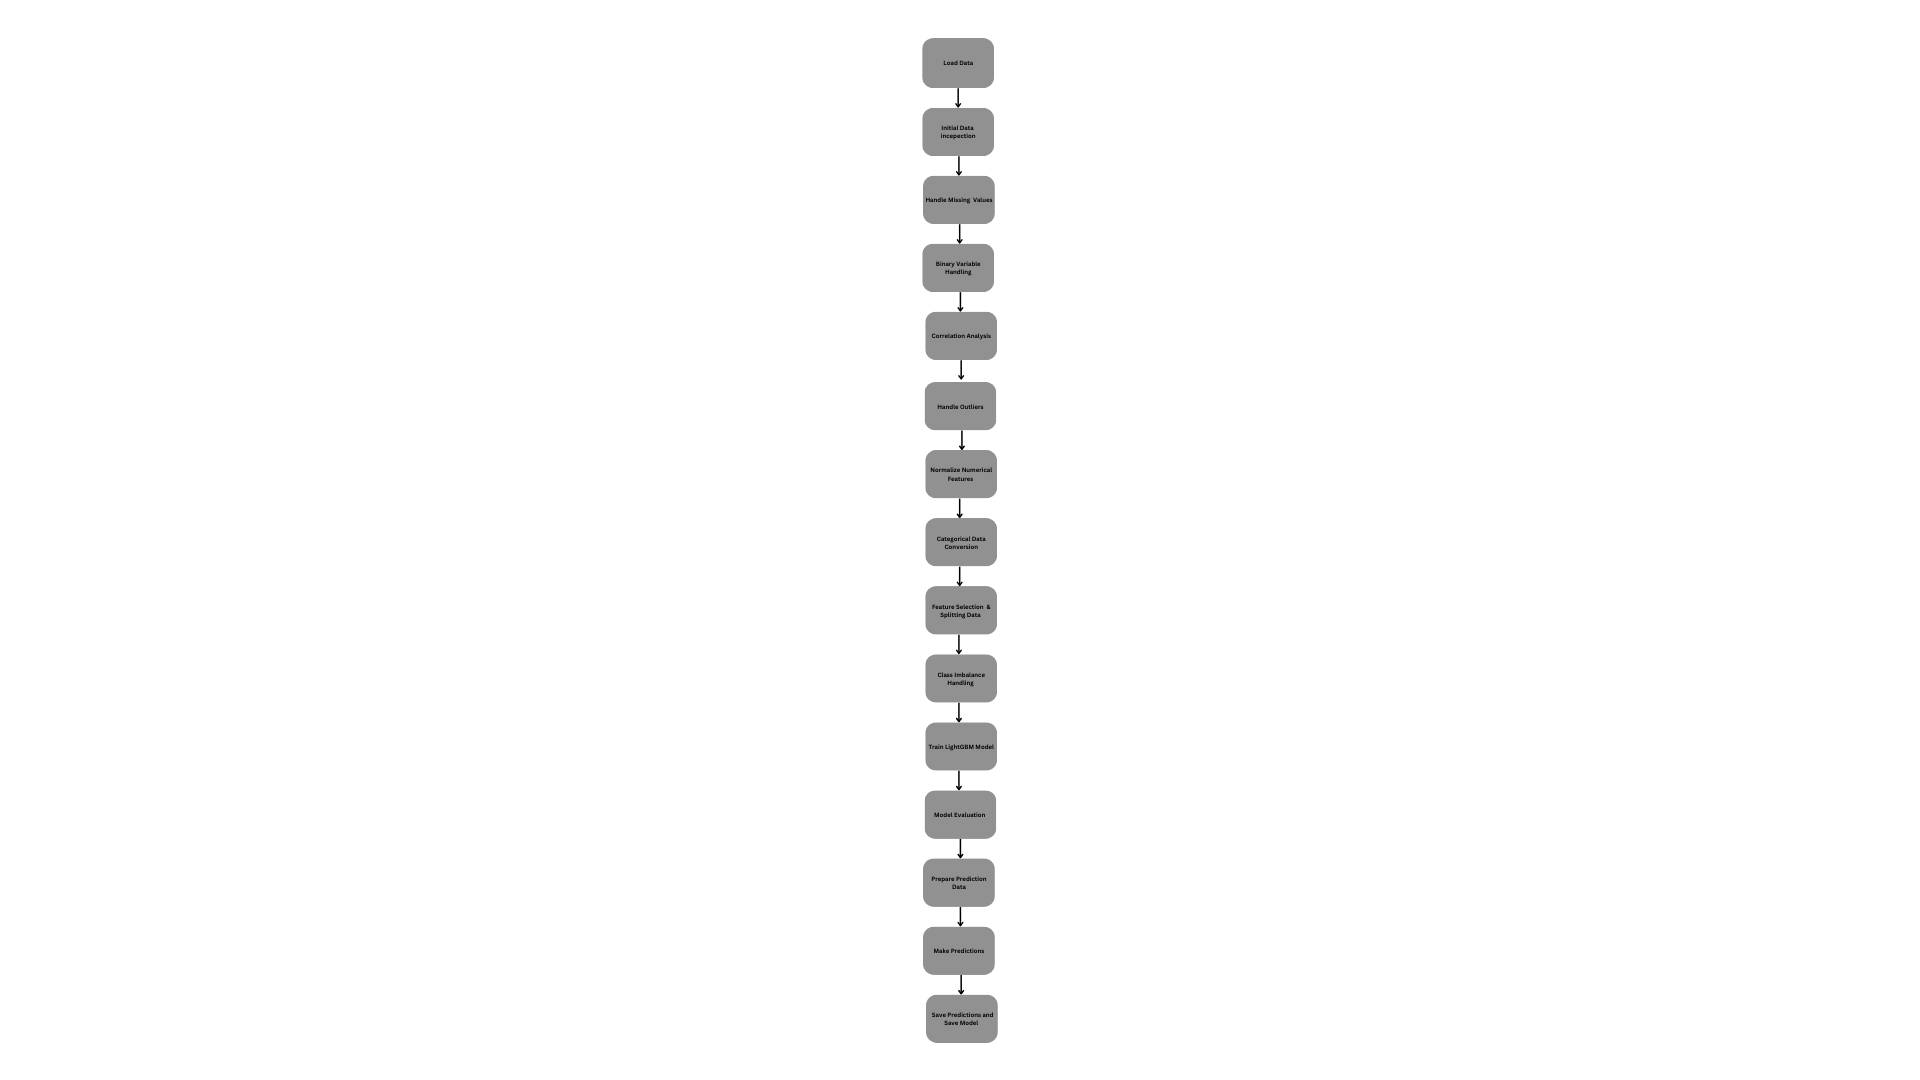 Load Data
Initial Data
incepection
Handle Missing  Values
Binary Variable
Handling
Correlation Analysis
Handle Outliers
Normalize Numerical
Features
Categorical Data
Conversion
Feature Selection  &
Splitting Data
Class Imbalance
Handling
Train LightGBM Model
Model Evaluation
Prepare Prediction
Data
Make Predictions
Save Predictions and
Save Model